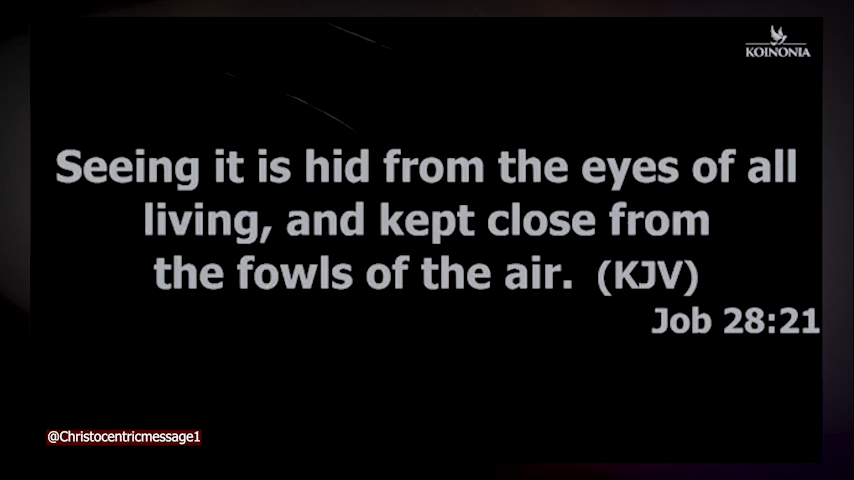 KOINONIA
Seeing it is hid from the eyes of all
living, and kept close from
the fowls of the air. (KJV)
Job 28:21
@Christocentricmessage1